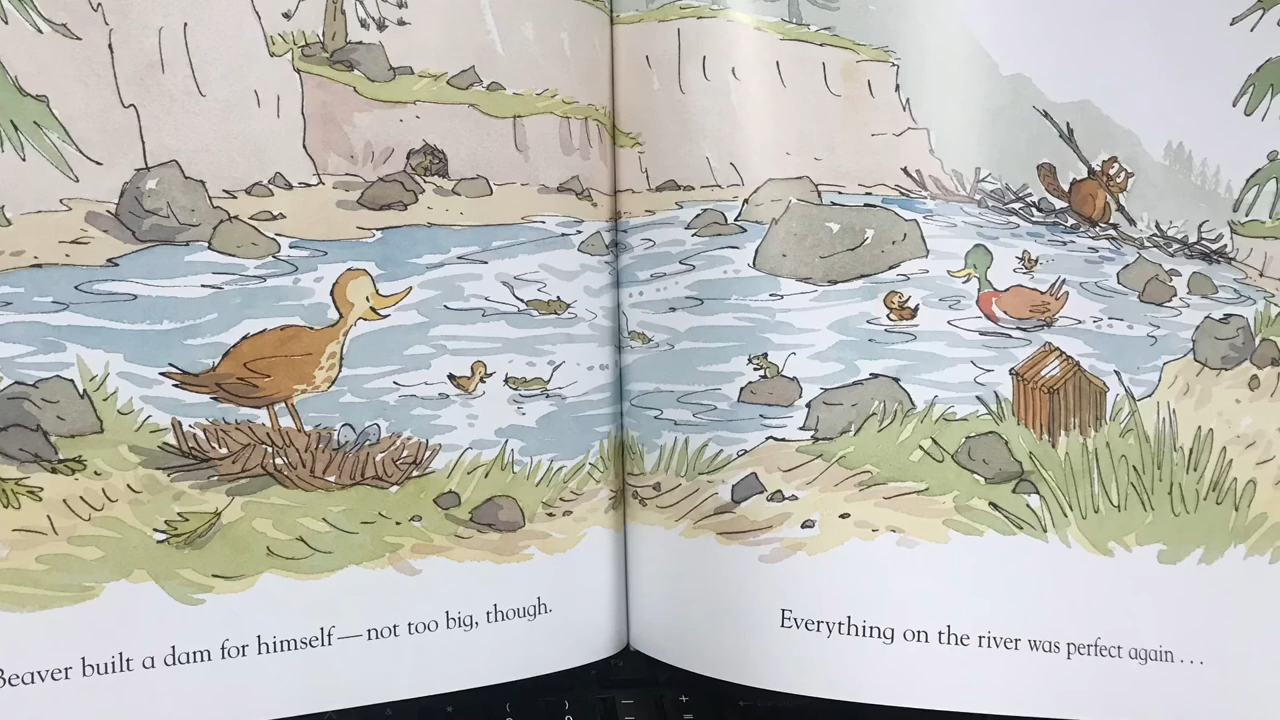 Beaver built a dam for himself—not too big, though.
Everything on the river was perfect again . . .